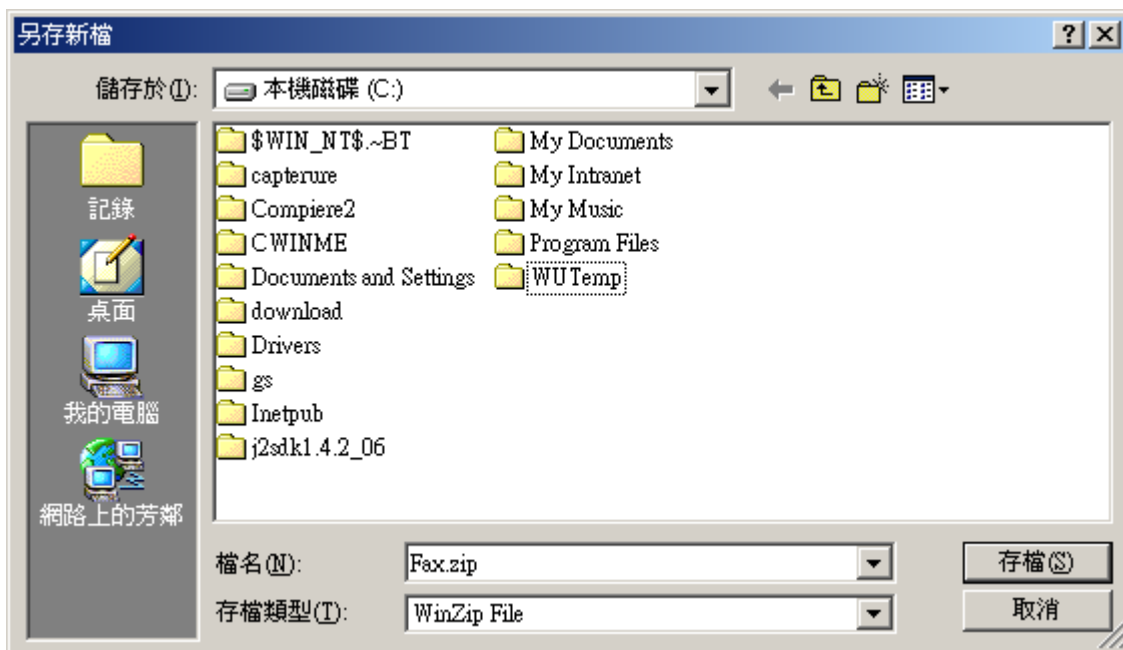 另存新檔
儲存於(I):
本機磁碟 (C:)
記錄
桌面
我的電腦
網路上的芳鄰
$WIN_NT$.~BT
capterure
Compiere2
CWINME
Documents and Settings
download
Drivers
gs
Inetpub
j2sdk1.4.2_06
My Documents
My Intranet
My Music
Program Files
WUTemp
檔名(N):
Fax.zip
存檔(S)
存檔類型(T):
WinZip File
取消